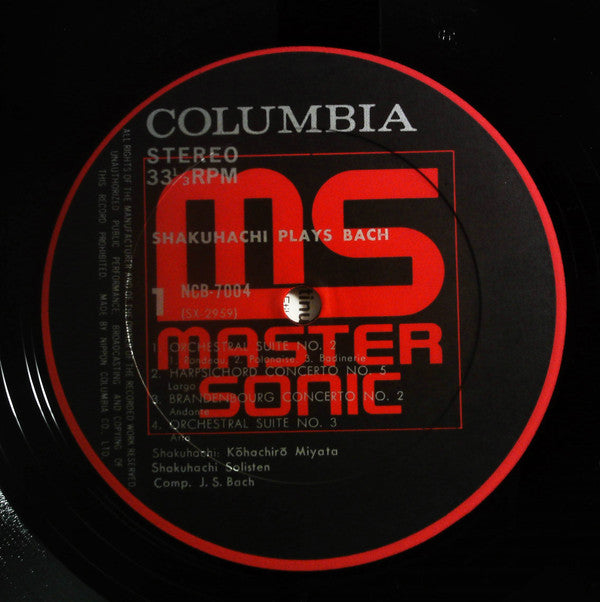 COLUMBIA
STEREO
33⅓RPM
MS
SHAKUHACHI PLAYS BACH
1
NCB-7004
(SX 2959)
MASTER
SONIC
1. ORCHESTRAL SUITE NO. 2
1. Rondeau, 2. Polonaise 3. Badinerie
2. HARPSICHORD CONCERTO NO. 5
Largo
3. BRANDENBOURG CONCERTO NO. 2
Andante
4. ORCHESTRAL SUITE NO. 3
Aria
Shakuhachi: Kōhachirō Miyata
Shakuhachi Solisten
Comp. J. S. Bach
ALL RIGHTS OF THE MANUFACTURER AND OF THE OWNER OF THE RECORDED WORK RESERVED
UNAUTHORIZED PUBLIC PERFORMANCE BROADCASTING AND COPYING OF
THIS RECORD PROHIBITED MADE BY NIPPON COLUMBIA CO. LTD.